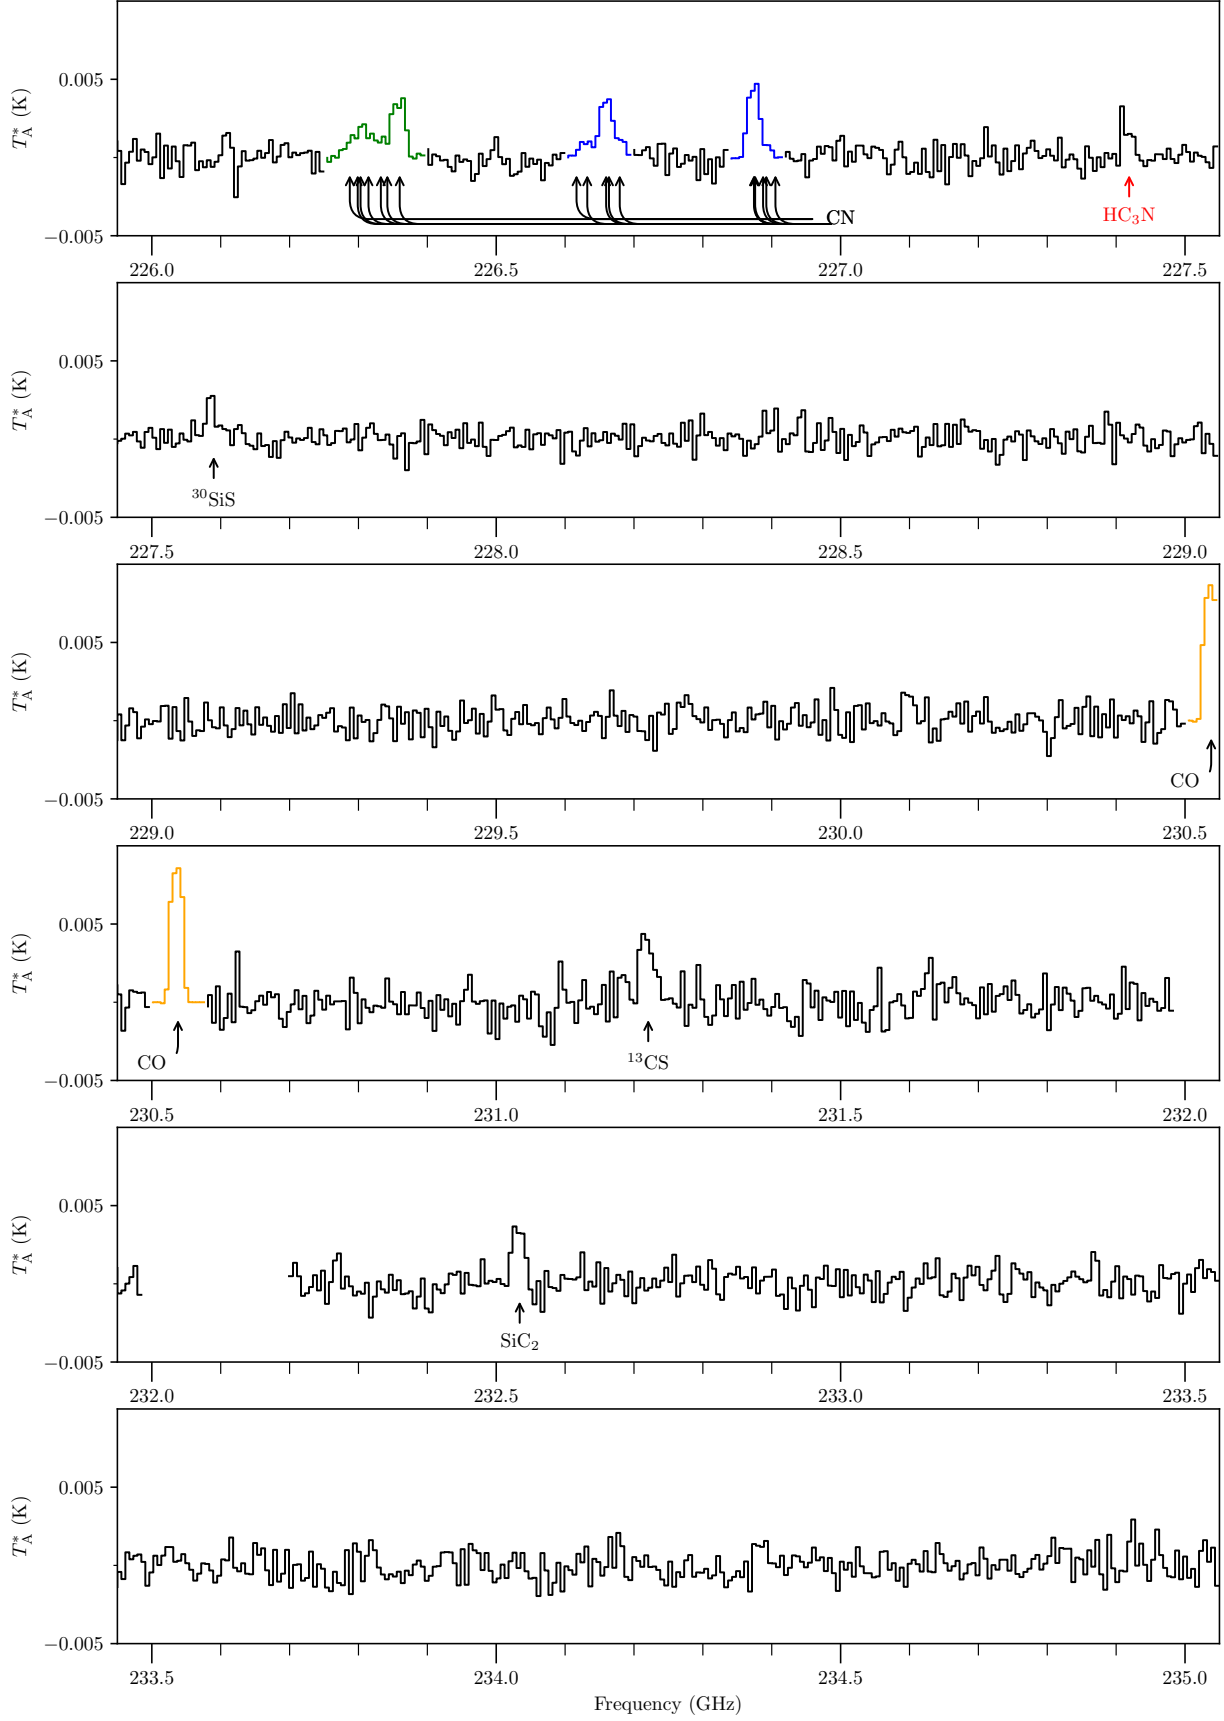 T*A (K)
0.005
−0.005
CN
HC3N
226.0 226.5 227.0 227.5
T*A (K)
0.005
−0.005
30SiS
227.5 228.0 228.5 229.0
T*A (K)
0.005
−0.005
CO
229.0 229.5 230.0 230.5
T*A (K)
0.005
−0.005
CO 13CS
230.5 231.0 231.5 232.0
T*A (K)
0.005
−0.005
SiC2
232.0 232.5 233.0 233.5
T*A (K)
0.005
−0.005
233.5 234.0 234.5 235.0
Frequency (GHz)